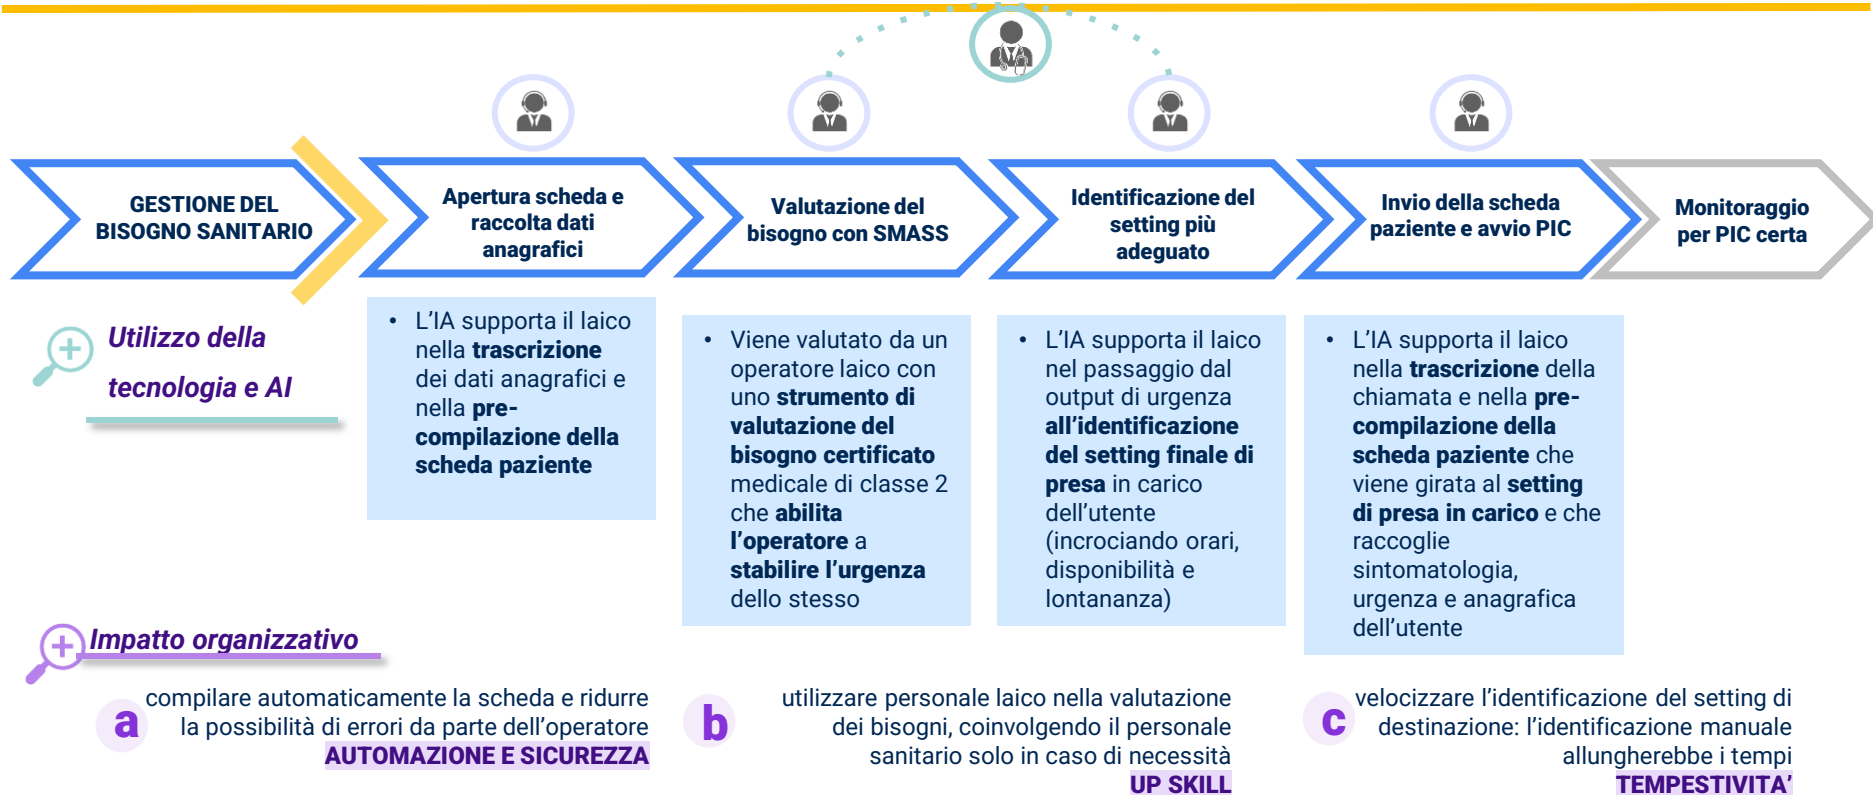 GESTIONE DEL
BISOGNO SANITARIO
Apertura scheda e
raccolta dati
anagrafici
Valutazione del
bisogno con SMASS
Identificazione del
setting più
adeguato
Invio della scheda
paziente e avvio PIC
Monitoraggio
per PIC certa
Utilizzo della
tecnologia e AI
• L'IA supporta il laico
nella trascrizione
dei dati anagrafici e
nella pre-
compilazione della
scheda paziente
• Viene valutato da un
operatore laico con
uno strumento di
valutazione del
bisogno certificato
medicale di classe 2
che abilita
l'operatore a
stabilire l'urgenza
dello stesso
• L'IA supporta il laico
nel passaggio dal
output di urgenza
all'identificazione
del setting finale di
presa in carico
dell'utente
(incrociando orari,
disponibilità e
lontananza)
• L'IA supporta il laico
nella trascrizione della
chiamata e nella pre-
compilazione della
scheda paziente che
viene girata al setting
di presa in carico e che
raccoglie
sintomatologia,
urgenza e anagrafica
dell'utente
Impatto organizzativo
a
compilare automaticamente la scheda e ridurre
la possibilità di errori da parte dell'operatore
AUTOMAZIONE E SICUREZZA
b
utilizzare personale laico nella valutazione
dei bisogni, coinvolgendo il personale
sanitario solo in caso di necessità
UP SKILL
c
velocizzare l'identificazione del setting di
destinazione: l'identificazione manuale
allungherebbe i tempi
TEMPESTIVITA'